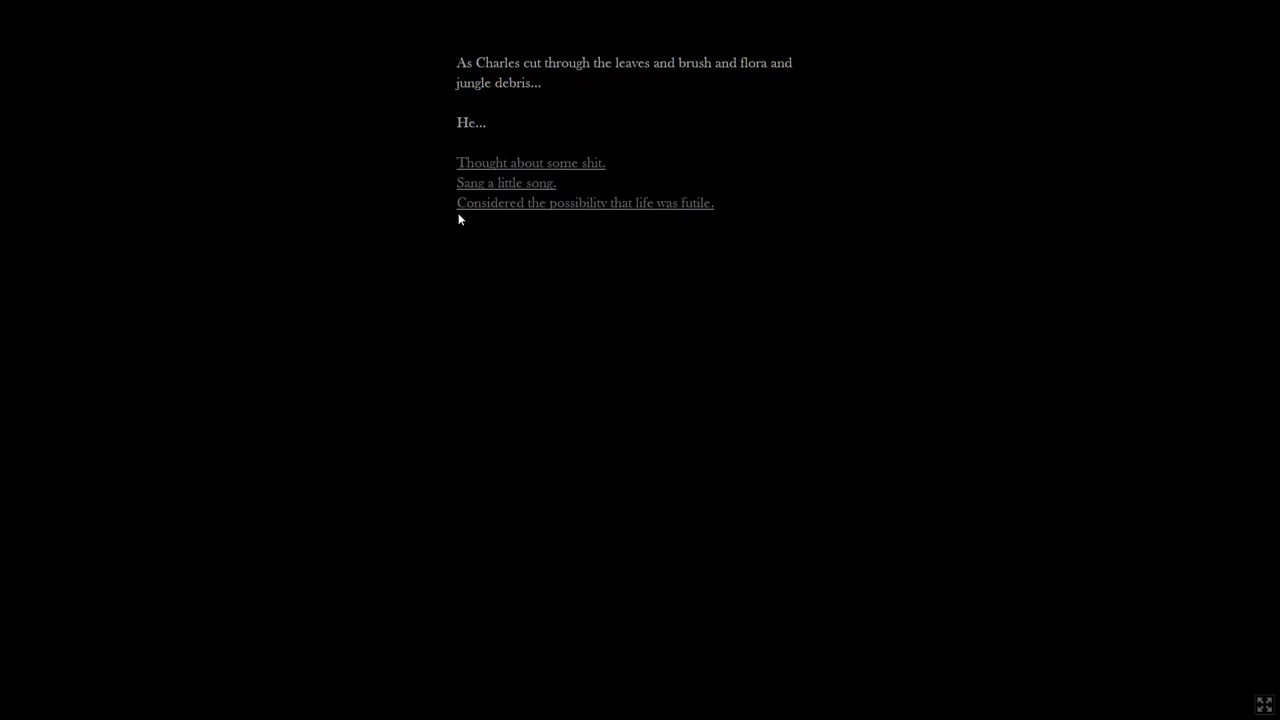 As Charles cut through the leaves and brush and flora and
jungle debris...
He...
Thought about some shit.
Sang a little song.
Considered the possibility that life was futile.